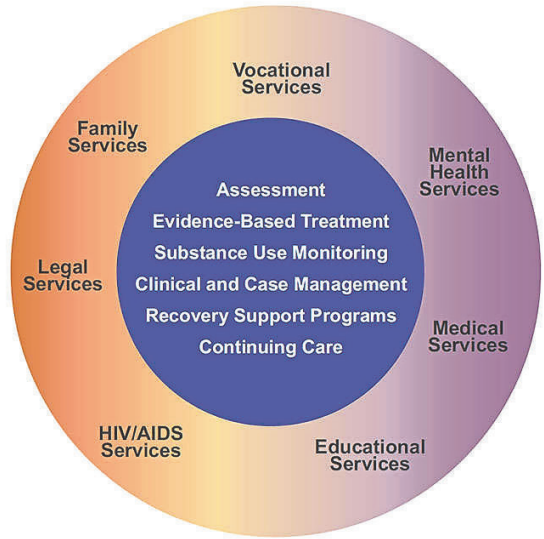 Vocational
Services
Family
Services
Mental
Health
Services
Assessment
Evidence-Based Treatment
Substance Use Monitoring
Clinical and Case Management
Recovery Support Programs
Continuing Care
Legal
Services
Medical
Services
HIV/AIDS
Services
Educational
Services